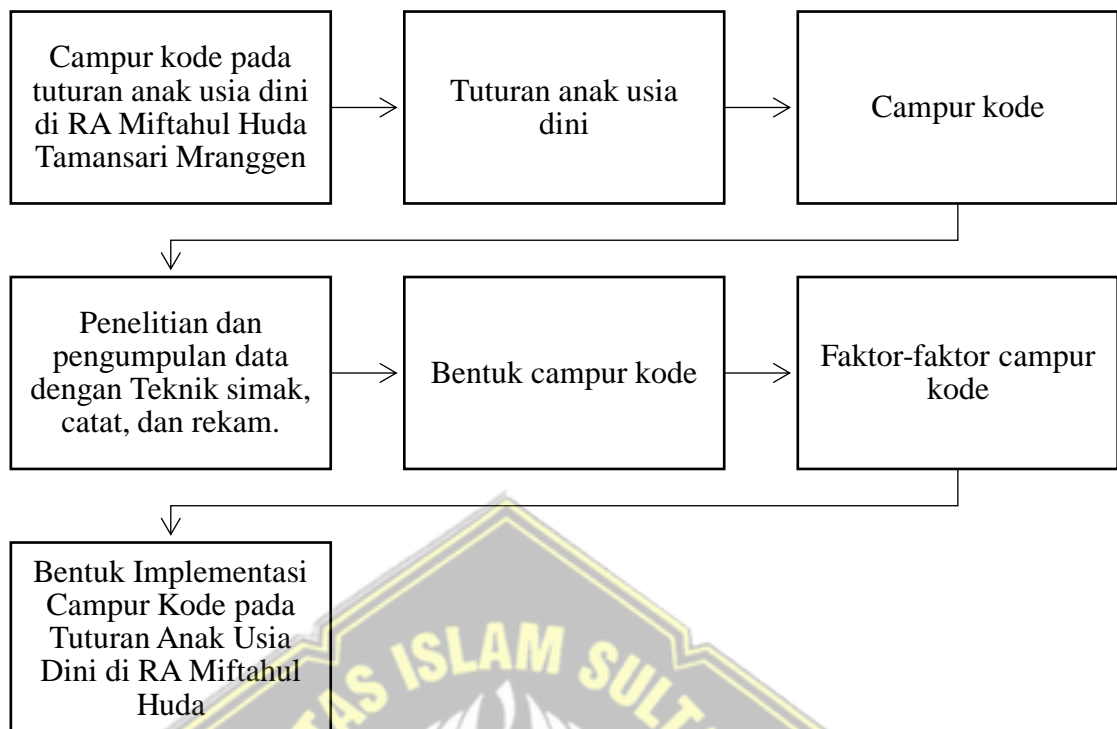 Campur kode pada
tuturan anak usia dini
di RA Miftahul Huda
Tamansari Mranggen
Tuturan anak usia
dini
Campur kode
Penelitian dan
pengumpulan data
dengan Teknik simak,
catat, dan rekam.
Bentuk campur kode
Faktor-faktor campur
kode
Bentuk Implementasi
Campur Kode pada
Tuturan Anak Usia
Dini di RA Miftahul
Huda
ISLAM